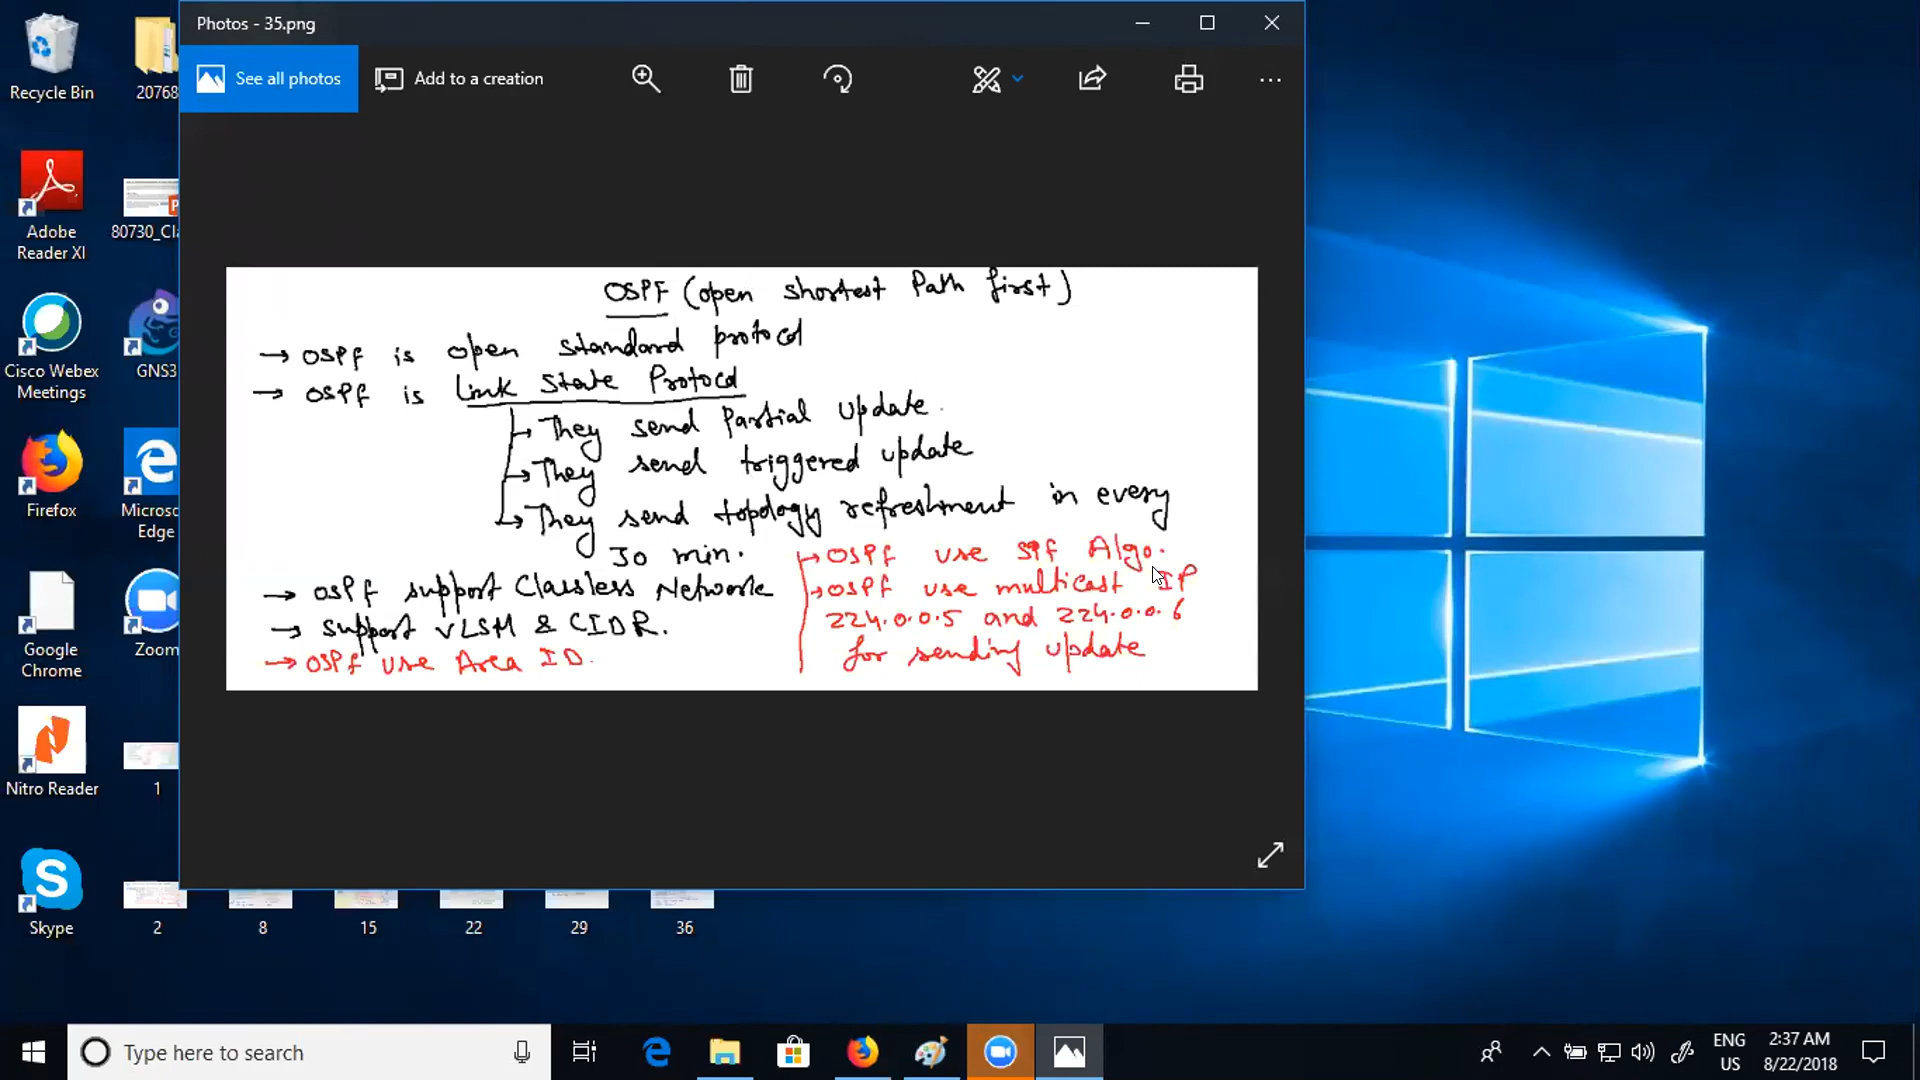 Photos - 35.png
See all photos
Add to a creation
Recycle Bin
20768
Adobe Reader XI
80730_Cla
Cisco Webex Meetings
GNS3
Firefox
Microso
Edge
Google Chrome
Zoom
Nitro Reader
1
Skype
2
8
15
22
29
36
OSPF (open shortest Path first)
→ OSPF is open standard protocol
→ OSPF is Link State Protocol
→ They send Partial update.
→ They send triggered update
→ They send topology refreshment in every
30 min.
→ OSPF support Classless Network
→ support VLSM & CIDR.
→ OSPF use Area ID.
→ OSPF use SPF Algo.
→ OSPF use multicast IP
224.0.0.5 and 224.0.0.6
for sending update
Type here to search
ENG
US
2:37 AM
8/22/2018